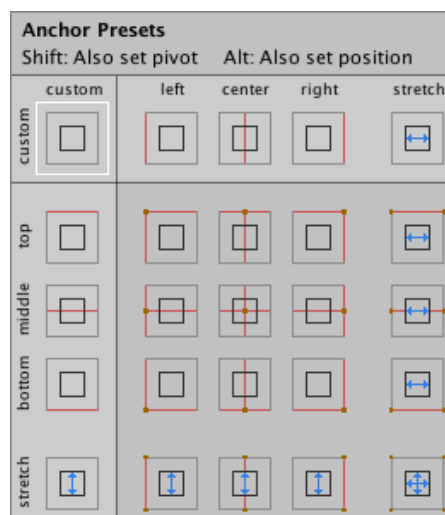 Anchor Presets
Shift: Also set pivot    Alt: Also set position
custom left center right stretch
custom
top
middle
bottom
stretch